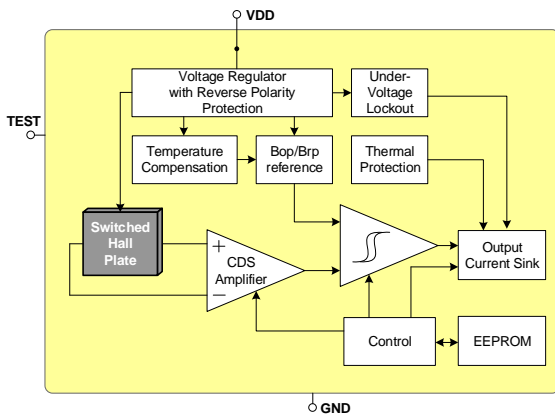 VDD
Voltage Regulator
with Reverse Polarity
Protection
Under-
Voltage
Lockout
TEST
Temperature
Compensation
Bop/Brp
reference
Thermal
Protection
Switched
Hall
Plate
+
CDS
Amplifier
−
Output
Current Sink
Control
EEPROM
GND